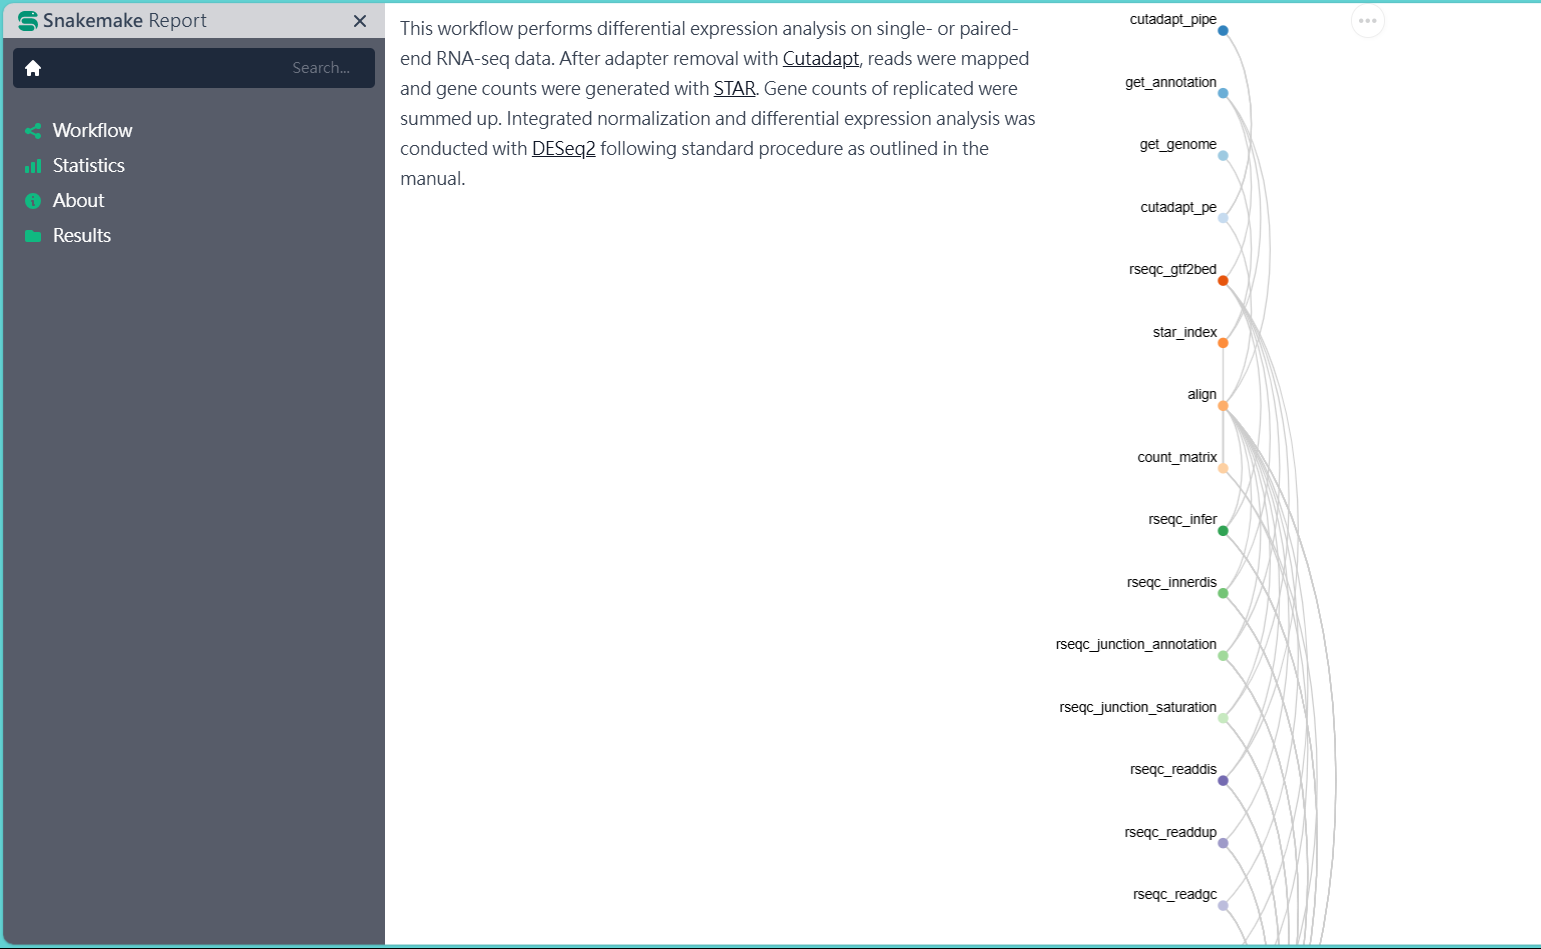 Snakemake Report
Search...
Workflow
Statistics
About
Results
This workflow performs differential expression analysis on single- or paired-
end RNA-seq data. After adapter removal with Cutadapt, reads were mapped
and gene counts were generated with STAR. Gene counts of replicated were
summed up. Integrated normalization and differential expression analysis was
conducted with DESeq2 following standard procedure as outlined in the
manual.
cutadapt_pipe
get_annotation
get_genome
cutadapt_pe
rseqc_gtf2bed
star_index
align
count_matrix
rseqc_infer
rseqc_innerdis
rseqc_junction_annotation
rseqc_junction_saturation
rseqc_readdis
rseqc_readdup
rseqc_readgc